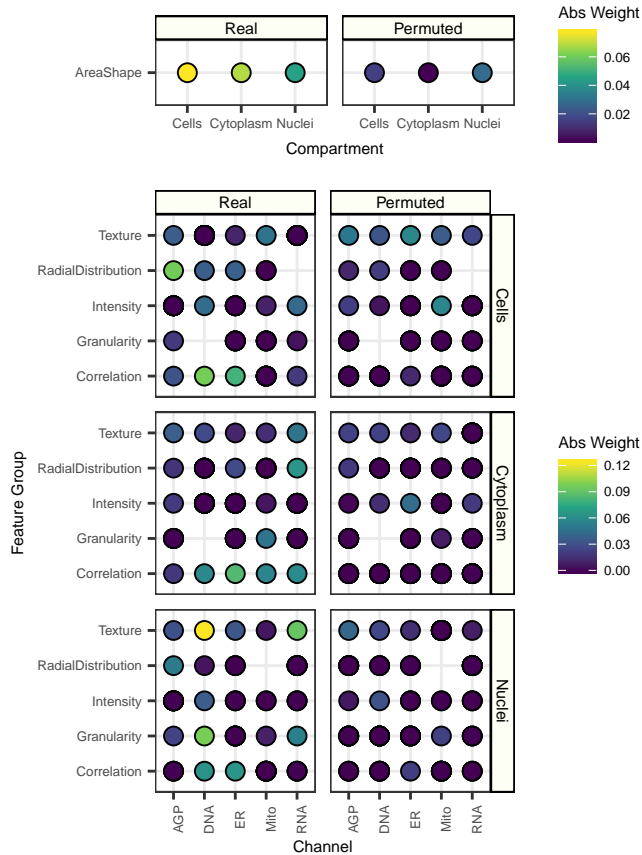 Real Permuted
AreaShape
Cells Cytoplasm Nuclei Cells Cytoplasm Nuclei
Compartment
Abs Weight
0.06
0.04
0.02
Real Permuted
Feature Group
Texture
RadialDistribution
Intensity
Granularity
Correlation
Cells
Texture
RadialDistribution
Intensity
Granularity
Correlation
Cytoplasm
Texture
RadialDistribution
Intensity
Granularity
Correlation
Nuclei
AGP DNA ER Mito RNA AGP DNA ER Mito RNA
Channel
Abs Weight
0.12
0.09
0.06
0.03
0.00